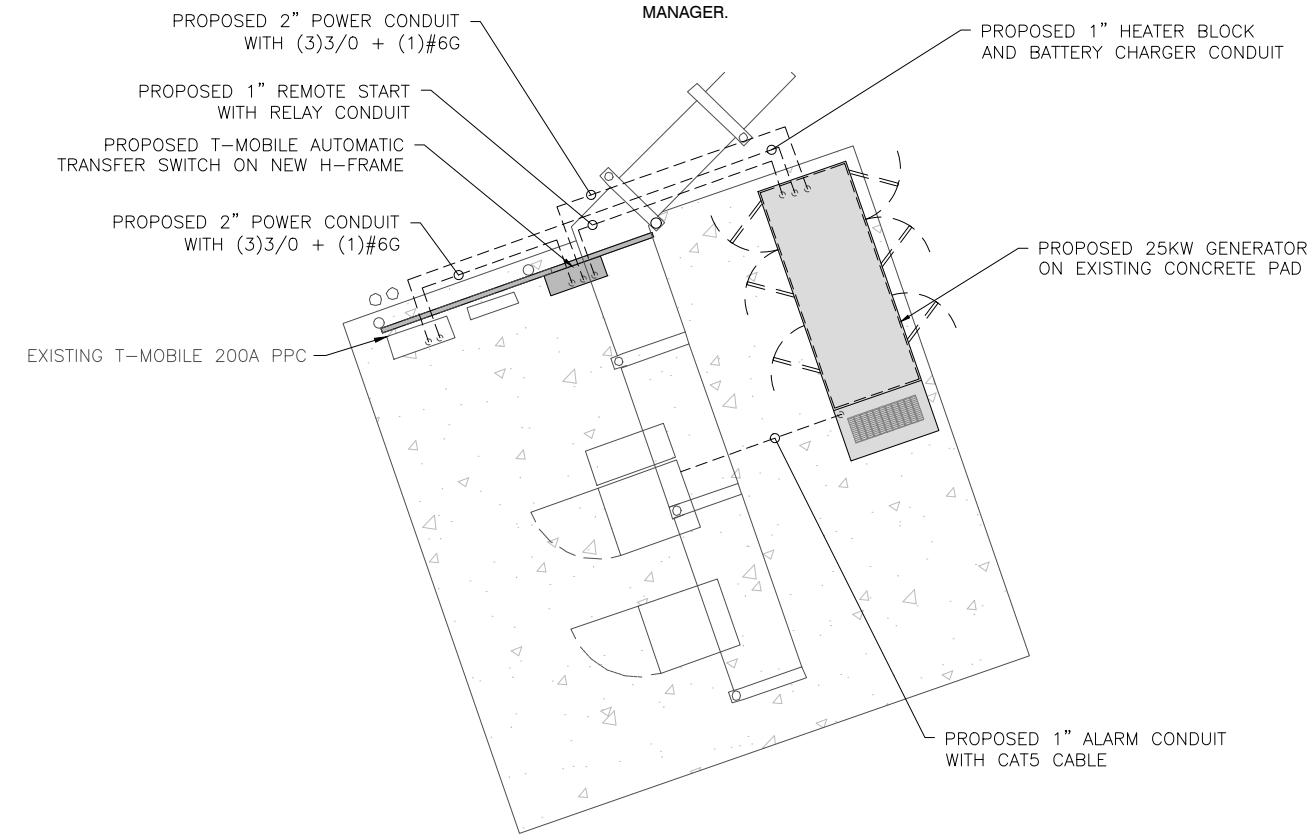 MANAGER.
PROPOSED 2” POWER CONDUIT
WITH (3)3/0 + (1)#6G
PROPOSED 1” HEATER BLOCK
AND BATTERY CHARGER CONDUIT
PROPOSED 1” REMOTE START
WITH RELAY CONDUIT
PROPOSED T-MOBILE AUTOMATIC
TRANSFER SWITCH ON NEW H-FRAME
PROPOSED 2” POWER CONDUIT
WITH (3)3/0 + (1)#6G
PROPOSED 25KW GENERATOR
ON EXISTING CONCRETE PAD
EXISTING T-MOBILE 200A PPC
PROPOSED 1” ALARM CONDUIT
WITH CAT5 CABLE